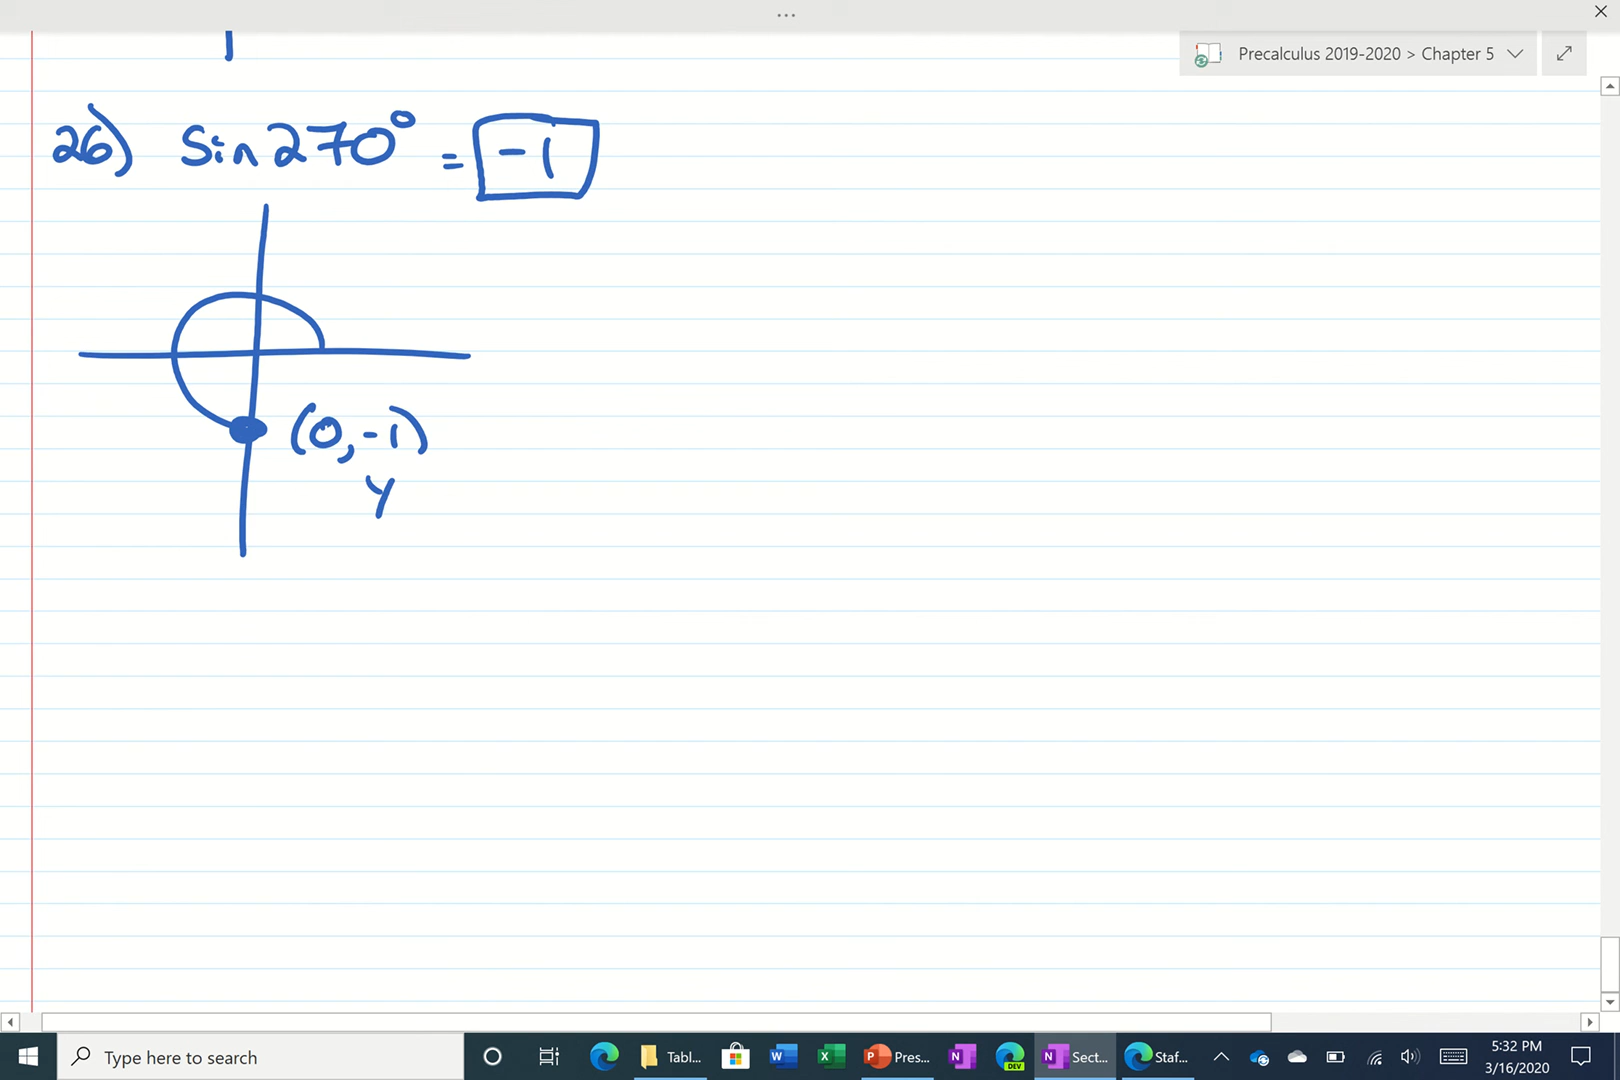 Precalculus 2019-2020 > Chapter 5
26) Sin 270° = -1
(0, -1)
y
Type here to search
Tabl...
Pres...
DEV
Sect...
Staf...
5:32 PM
3/16/2020